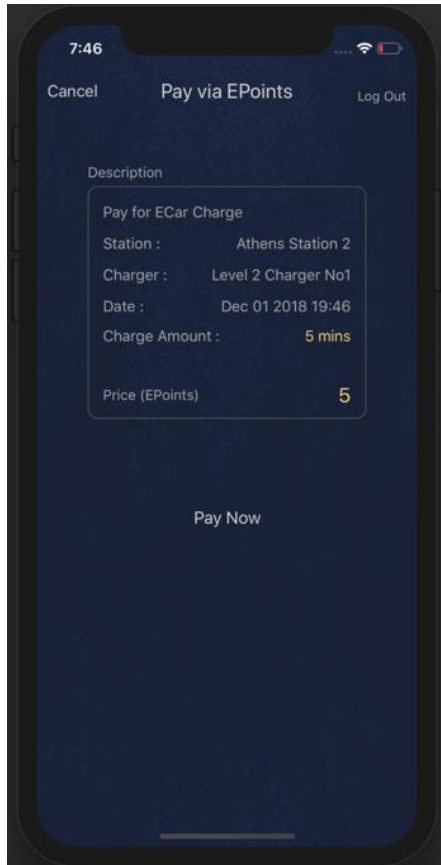 7:46
Cancel Pay via EPoints Log Out
Description
Pay for ECar Charge
Station : Athens Station 2
Charger : Level 2 Charger No1
Date : Dec 01 2018 19:46
Charge Amount : 5 mins
Price (EPoints) 5
Pay Now